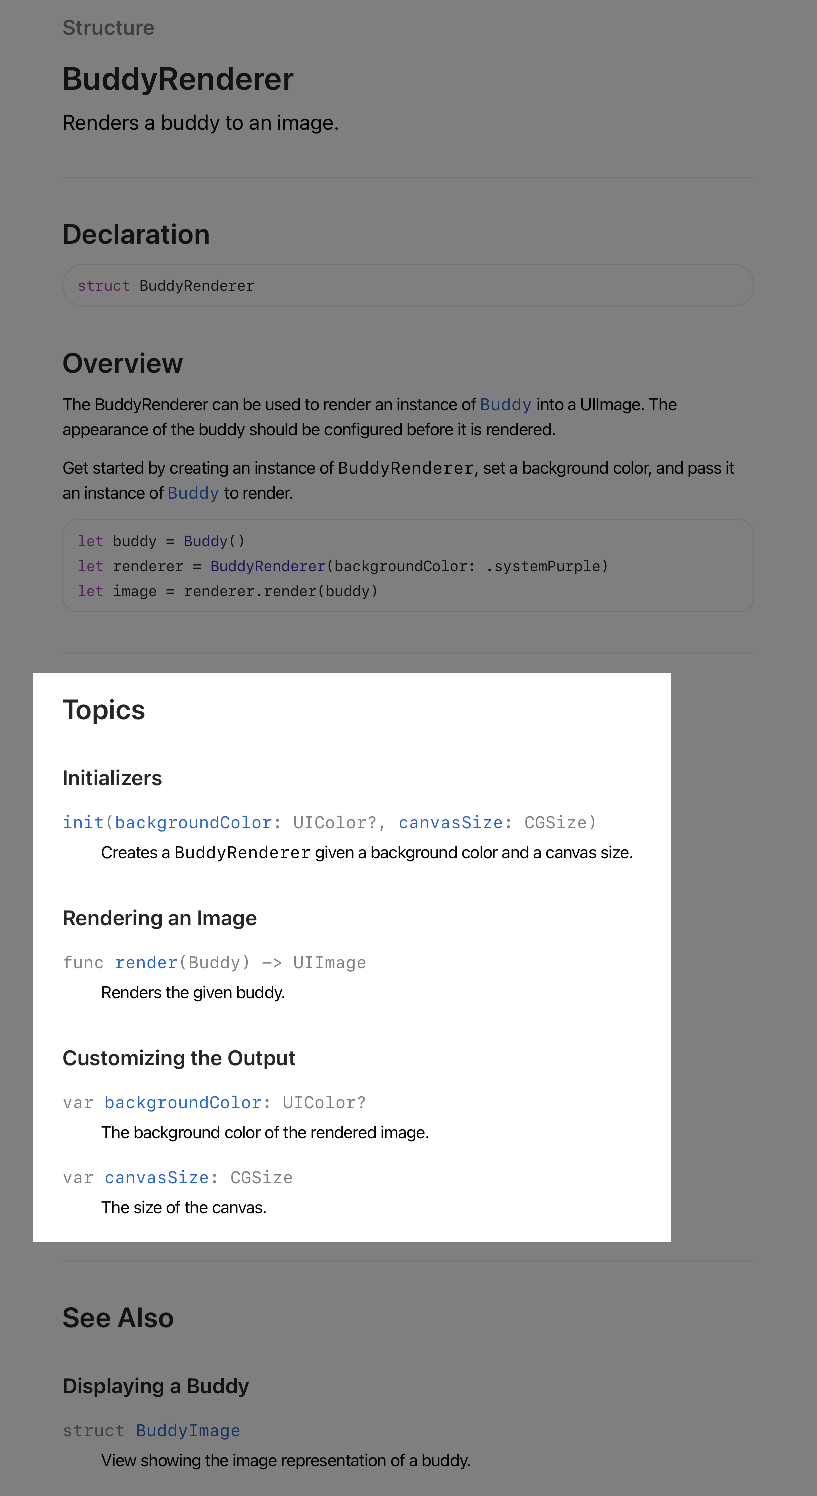 Structure
BuddyRenderer
Renders a buddy to an image.
Declaration
struct BuddyRenderer
Overview
The BuddyRenderer can be used to render an instance of Buddy into a UIImage. The
appearance of the buddy should be configured before it is rendered.
Get started by creating an instance of BuddyRenderer, set a background color, and pass it
an instance of Buddy to render.
let buddy = Buddy()
let renderer = BuddyRenderer(backgroundColor: .systemPurple)
let image = renderer.render(buddy)
Topics
Initializers
init(backgroundColor: UIColor?, canvasSize: CGSize)
Creates a BuddyRenderer given a background color and a canvas size.
Rendering an Image
func render(Buddy) -> UIImage
Renders the given buddy.
Customizing the Output
var backgroundColor: UIColor?
The background color of the rendered image.
var canvasSize: CGSize
The size of the canvas.
See Also
Displaying a Buddy
struct BuddyImage
View showing the image representation of a buddy.